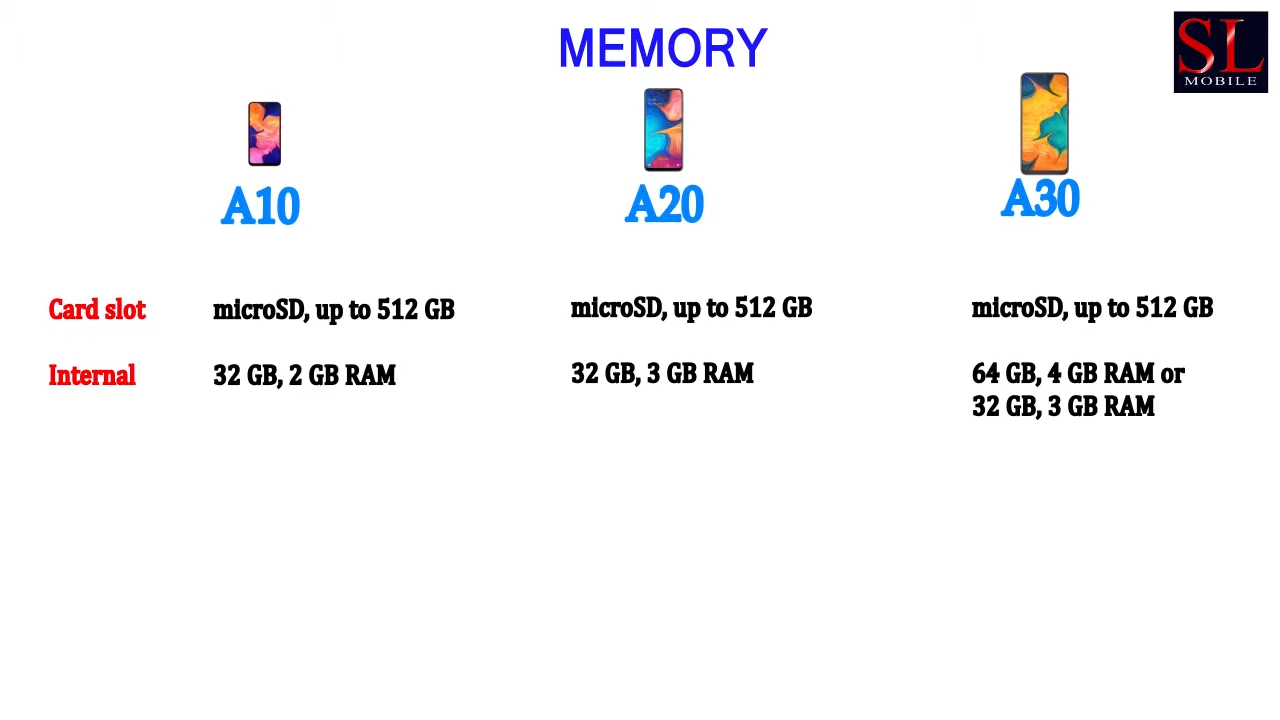 MEMORY
SL
MOBILE
A10
A20
A30
Card slot
microSD, up to 512 GB
microSD, up to 512 GB
microSD, up to 512 GB
Internal
32 GB, 2 GB RAM
32 GB, 3 GB RAM
64 GB, 4 GB RAM or
32 GB, 3 GB RAM